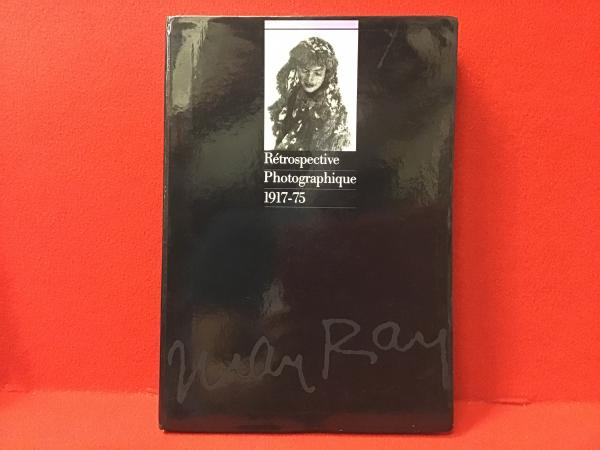 Rétrospective
Photographique
1917-75
Man Ray